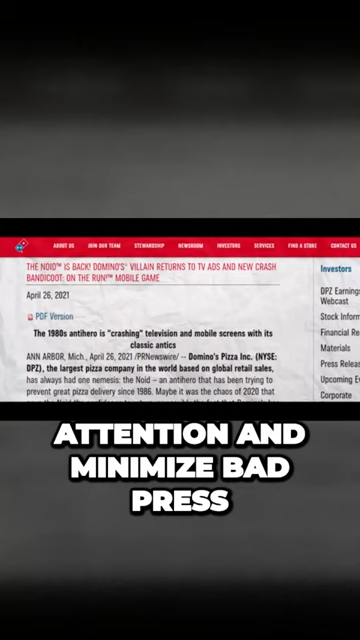 ABOUT US JOIN OUR TEAM STEWARDSHIP NEWSROOM INVESTORS SERVICES FIND A STORE CONTACT US
THE NOID™ IS BACK! DOMINO'S® VILLAIN RETURNS TO TV ADS AND NEW CRASH
BANDICOOT: ON THE RUN!™ MOBILE GAME
April 26, 2021
PDF Version
The 1980s antihero is "crashing" television and mobile screens with its
classic antics
ANN ARBOR, Mich., April 26, 2021 /PRNewswire/ -- Domino's Pizza Inc. (NYSE:
DPZ), the largest pizza company in the world based on global retail sales,
has always had one nemesis: the Noid – an antihero that has been trying to
prevent great pizza delivery since 1986. Maybe it was the chaos of 2020 that
Investors
DPZ Earning
Webcast
Stock Inform
Financial Re
Materials
Press Releas
Upcoming Ev
Corporate
ATTENTION AND
MINIMIZE BAD
PRESS